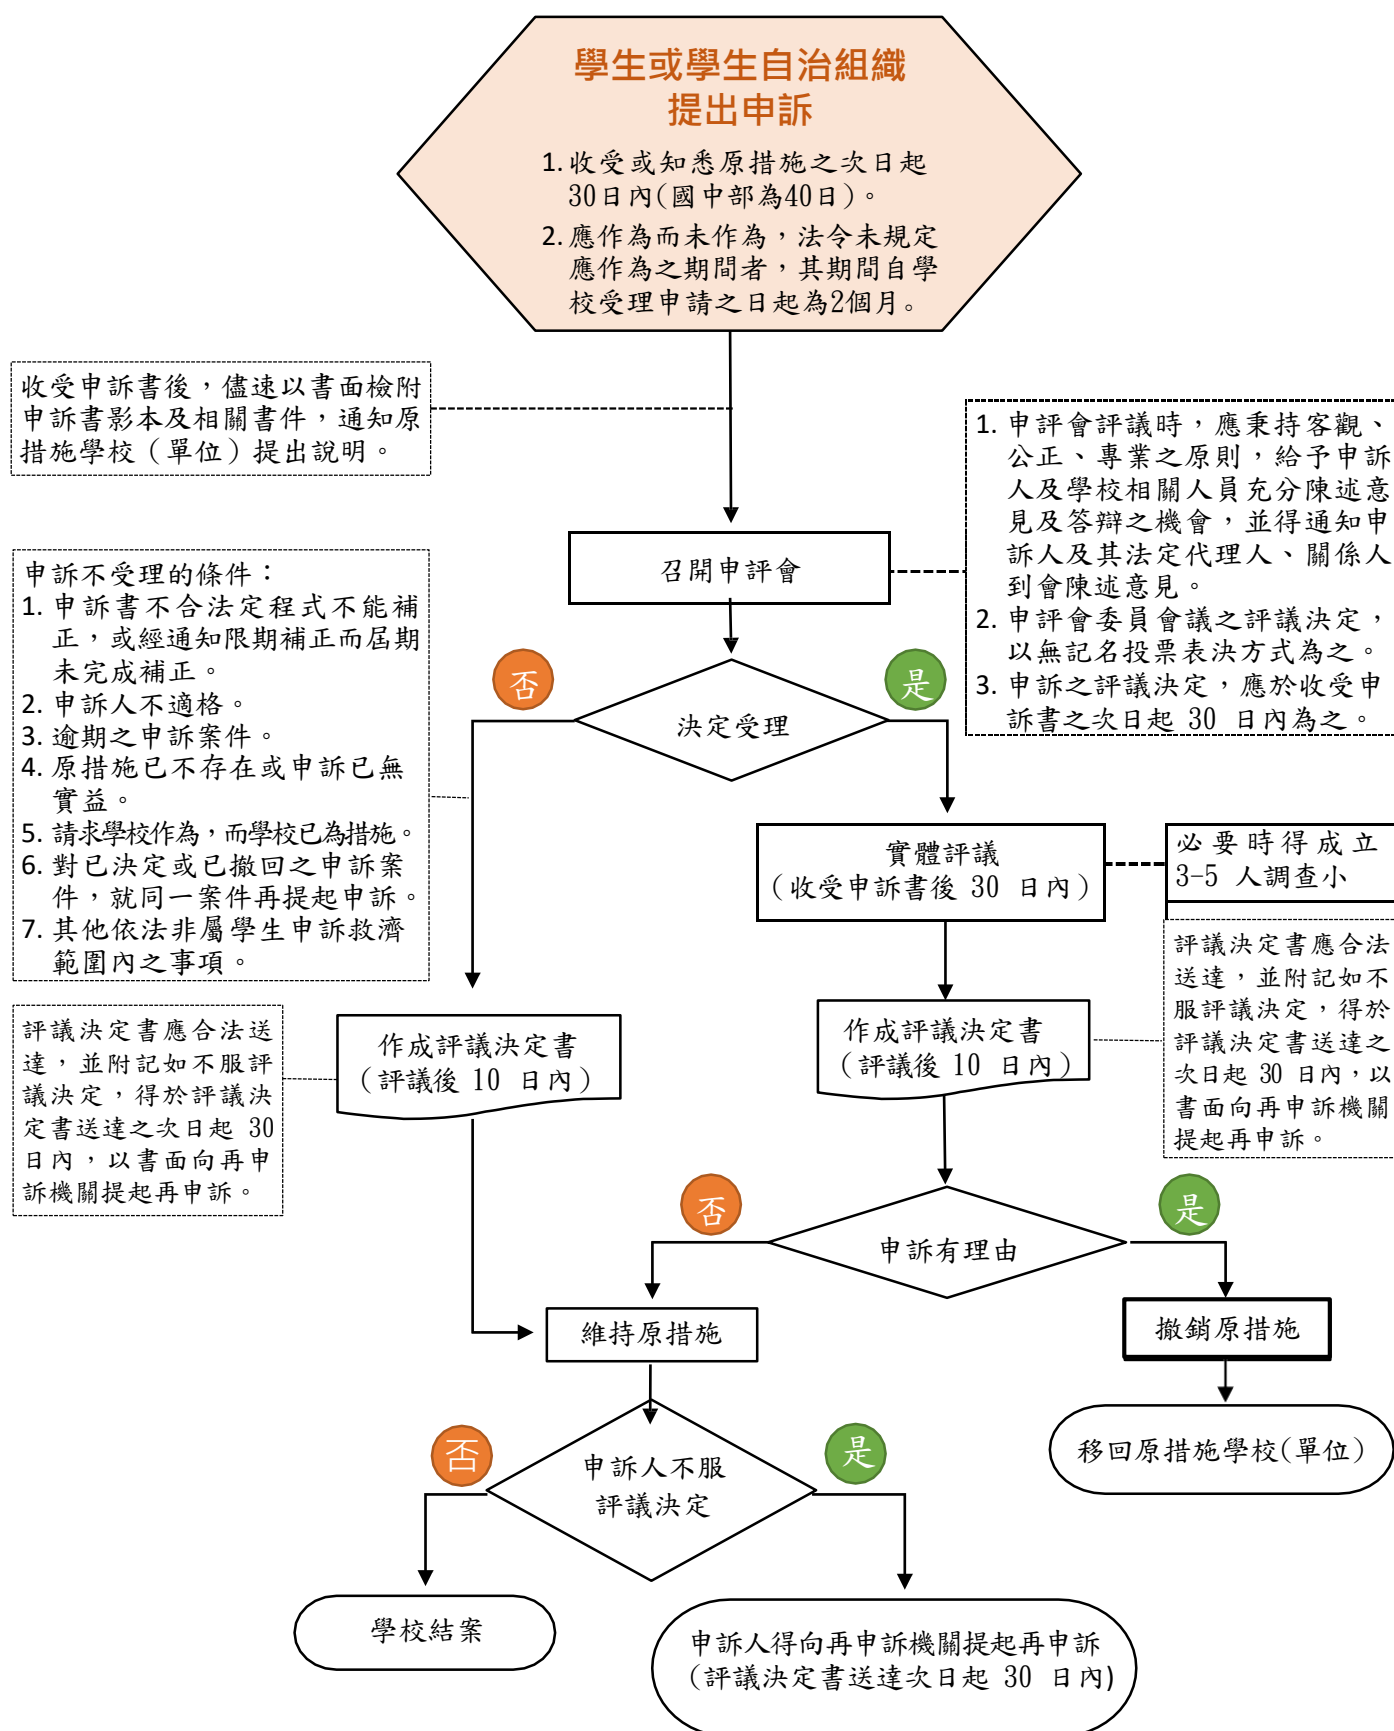 學生或學生自治組織
提出申訴
1. 收受或知悉原措施之次日起
30日內(國中部為40日)。
2. 應作為而未作為，法令未規定
應作為之期間者，其期間自學
校受理申請之日起為2個月。
收受申訴書後，儘速以書面檢附
申訴書影本及相關書件，通知原
措施學校（單位）提出說明。
1. 申評會評議時，應秉持客觀、
公正、專業之原則，給予申訴
人及學校相關人員充分陳述意
見及答辯之機會，並得通知申
訴人及其法定代理人、關係人
到會陳述意見。
2. 申評會委員會議之評議決定，
以無記名投票表決方式為之。
3. 申訴之評議決定，應於收受申
訴書之次日起 30 日內為之。
召開申評會
申訴不受理的條件：
1. 申訴書不合法定程式不能補
正，或經通知限期補正而屆期
未完成補正。
2. 申訴人不適格。
3. 逾期之申訴案件。
4. 原措施已不存在或申訴已無
實益。
5. 請求學校作為，而學校已為措施。
6. 對已決定或已撤回之申訴案
件，就同一案件再提起申訴。
7. 其他依法非屬學生申訴救濟
範圍內之事項。
否
是
決定受理
實體評議
（收受申訴書後 30 日內）
必要時得成立
3-5 人調查小
評議決定書應合法
送達，並附記如不
服評議決定，得於
評議決定書送達之
次日起 30 日內，以
書面向再申訴機關
提起再申訴。
評議決定書應合法送
達，並附記如不服評
議決定，得於評議決
定書送達之次日起 30
日內，以書面向再申
訴機關提起再申訴。
作成評議決定書
（評議後 10 日內）
作成評議決定書
（評議後 10 日內）
否
是
申訴有理由
維持原措施
撤銷原措施
移回原措施學校(單位)
否
是
申訴人不服
評議決定
學校結案
申訴人得向再申訴機關提起再申訴
(評議決定書送達次日起 30 日內)